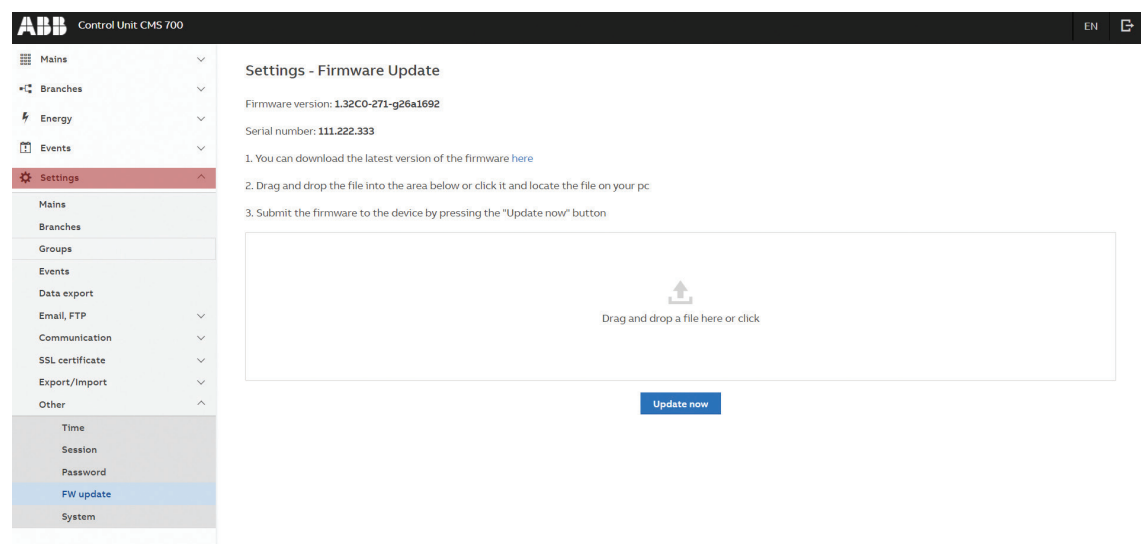 ABB Control Unit CMS 700
EN
Mains
Branches
Energy
Events
Settings
Mains
Branches
Groups
Events
Data export
Email, FTP
Communication
SSL certificate
Export/Import
Other
Time
Session
Password
FW update
System
Settings - Firmware Update
Firmware version: 1.32C0-271-g26a1692
Serial number: 111.222.333
1. You can download the latest version of the firmware here
2. Drag and drop the file into the area below or click it and locate the file on your pc
3. Submit the firmware to the device by pressing the "Update now" button
Drag and drop a file here or click
Update now